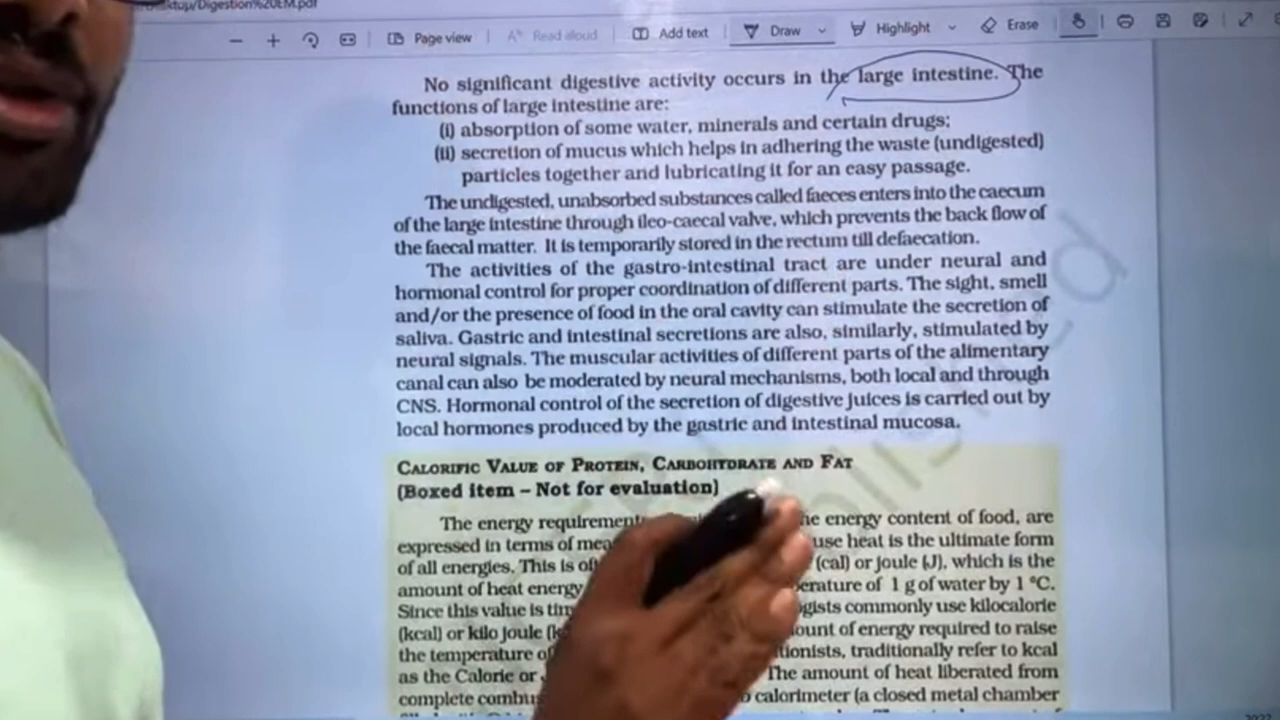 Digestion%20EM.pdf
Page view
Read aloud
Add text
Draw
Highlight
Erase
No significant digestive activity occurs in the large intestine. The
functions of large intestine are:
(i) absorption of some water, minerals and certain drugs;
(ii) secretion of mucus which helps in adhering the waste (undigested)
particles together and lubricating it for an easy passage.
The undigested, unabsorbed substances called faeces enters into the caecum
of the large intestine through ileo-caecal valve, which prevents the back flow of
the faecal matter. It is temporarily stored in the rectum till defaecation.
The activities of the gastro-intestinal tract are under neural and
hormonal control for proper coordination of different parts. The sight, smell
and/or the presence of food in the oral cavity can stimulate the secretion of
saliva. Gastric and intestinal secretions are also, similarly, stimulated by
neural signals. The muscular activities of different parts of the alimentary
canal can also be moderated by neural mechanisms, both local and through
CNS. Hormonal control of the secretion of digestive juices is carried out by
local hormones produced by the gastric and intestinal mucosa.
CALORIFIC VALUE OF PROTEIN, CARBOHYDRATE AND FAT
(Boxed item – Not for evaluation)
The energy requirements energy content of food, are
expressed in terms of heat is the ultimate form
of all energies. This is (cal) or joule (J), which is the
amount of heat energy of 1 g of water by 1 °C.
Since this value is commonly use kilocalorie
(kcal) or kilo joule of energy required to raise
the temperature traditionally refer to kcal
as the Calorie or The amount of heat liberated from
complete calorimeter (a closed metal chamber